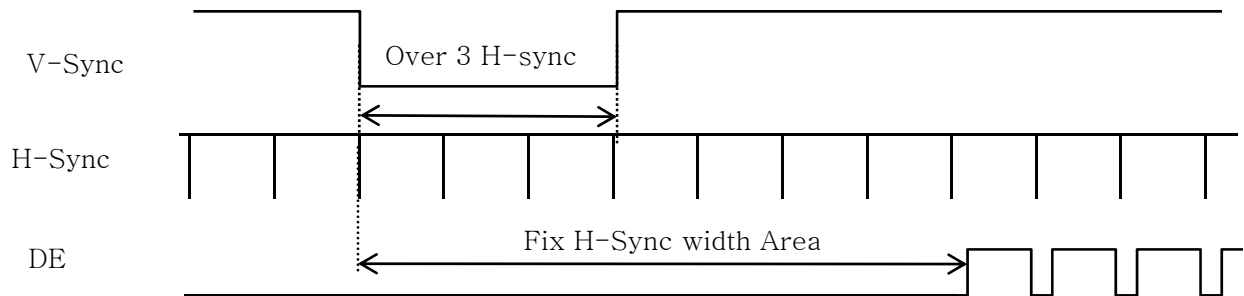 V-Sync
Over 3 H-sync
H-Sync
Fix H-Sync width Area
DE